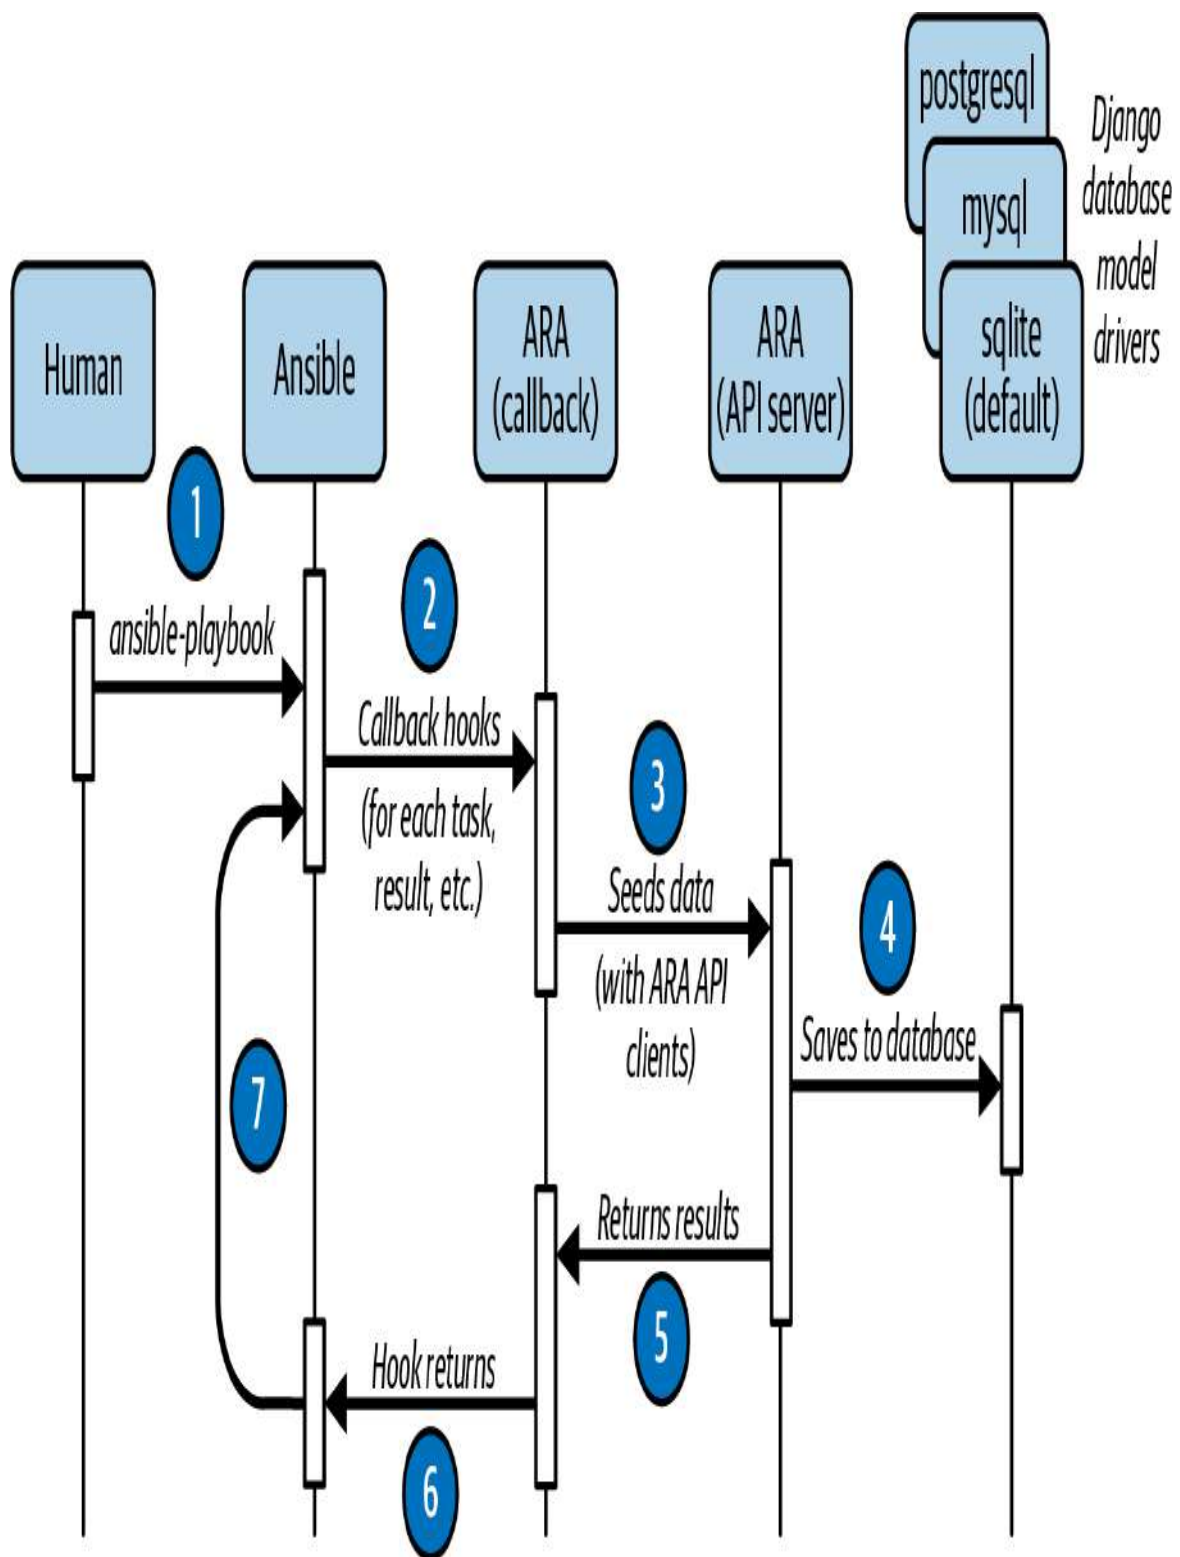 postgresql
mysql
Django
database
model
drivers
Human
Ansible
ARA
(callback)
ARA
(API server)
sqlite
(default)
1
ansible-playbook
2
Callback hooks
(for each task,
result, etc.)
3
Seeds data
(with ARA API
clients)
4
Saves to database
7
Returns results
5
Hook returns
6